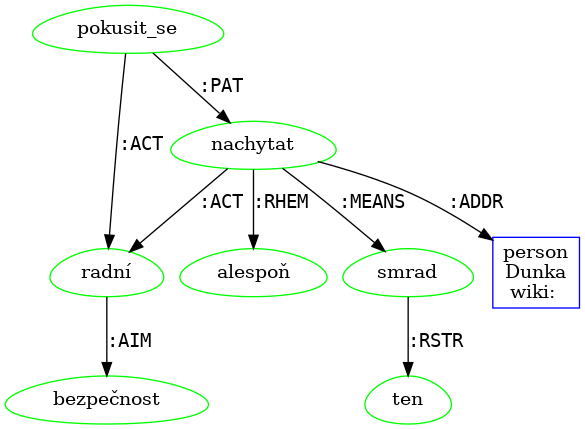 pokusit_se
:PAT
:ACT
nachytat
:ACT
:RHEM
:MEANS
:ADDR
radní
alespoň
smrad
person
Dunka
wiki:
:AIM
:RSTR
bezpečnost
ten